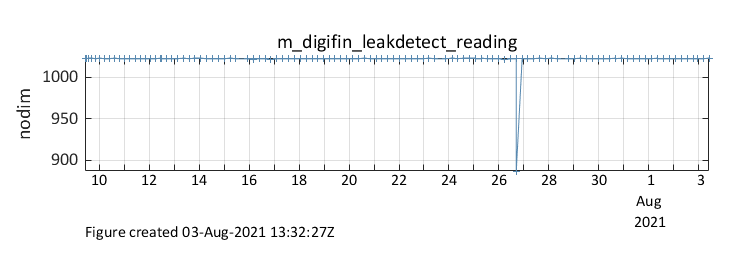 m_digifin_leakdetect_reading
nodim
1000
950
900
10 12 14 16 18 20 22 24 26 28 30 1 3
Aug
2021
Figure created 03-Aug-2021 13:32:27Z